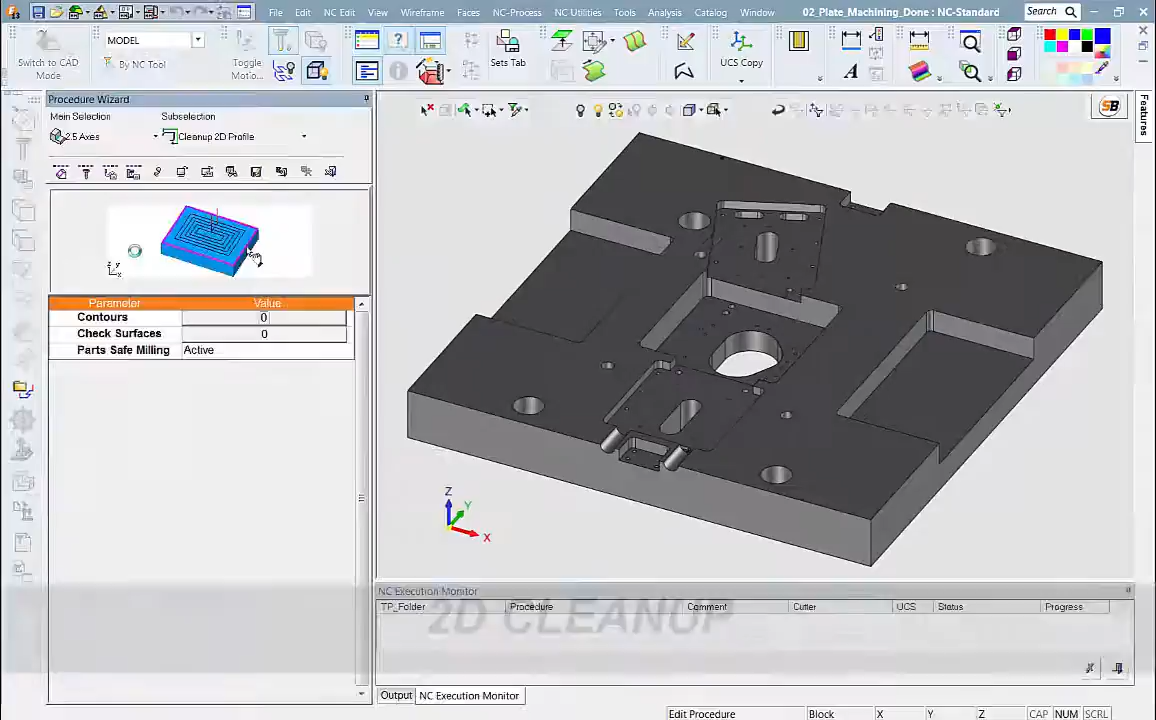 File Edit NC Edit Views Wireframe Faces NC-Process NC Utilities Tools Analysis Catalog Window
02_Plate_Machining_Done : NC-Standard
Search
Switch to CAD Mode
MODEL
By NC Tool
Toggle Motio...
Sets Tab
UCS Copy
A
Procedure Wizard
Main Selection Subselection
2.5 Axes Cleanup 2D Profile
SB
Features
z y
x
Parameter Value
Contours 0
Check Surfaces 0
Parts Safe Milling Active
Z
Y
X
NC Execution Monitor
TP_Folder Procedure Comment Cutter UCS Status Progress
2D CLEANUP
Output NC Execution Monitor
Edit Procedure Block X Y Z CAP NUM SCRL